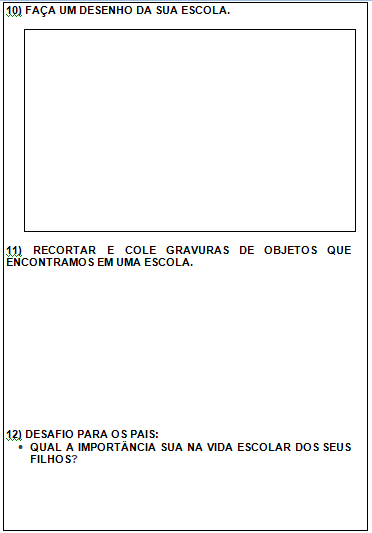 10) FAÇA UM DESENHO DA SUA ESCOLA.
11) RECORTAR E COLE GRAVURAS DE OBJETOS QUE
ENCONTRAMOS EM UMA ESCOLA.
12) DESAFIO PARA OS PAIS:
• QUAL A IMPORTÂNCIA SUA NA VIDA ESCOLAR DOS SEUS
FILHOS?